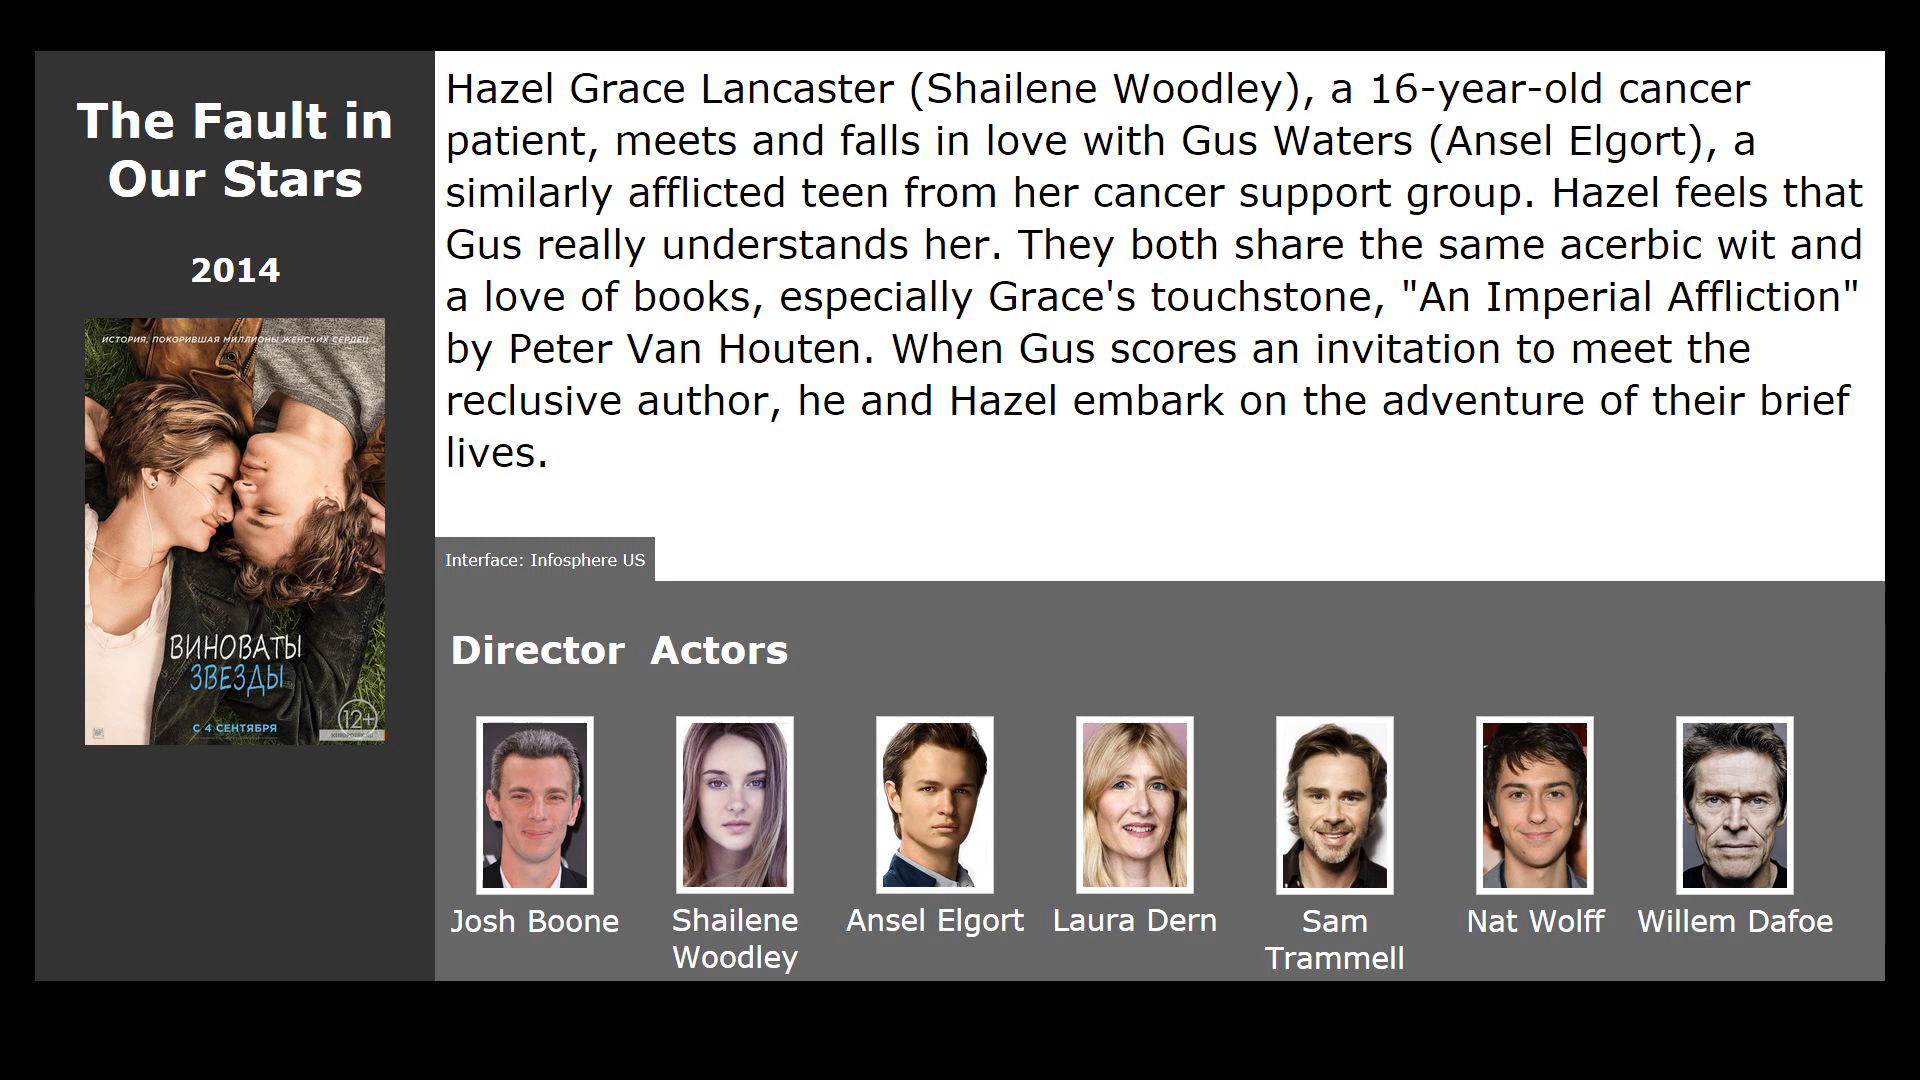 The Fault in
Our Stars
2014
ИСТОРИЯ, ПОКОРИВШАЯ МИЛЛИОНЫ ЖЕНСКИХ СЕРДЕЦ
ВИНОВАТЫ
ЗВЕЗДЫ
С 4 СЕНТЯБРЯ
12+
KINOPOISK.RU
Hazel Grace Lancaster (Shailene Woodley), a 16-year-old cancer
patient, meets and falls in love with Gus Waters (Ansel Elgort), a
similarly afflicted teen from her cancer support group. Hazel feels that
Gus really understands her. They both share the same acerbic wit and
a love of books, especially Grace's touchstone, "An Imperial Affliction"
by Peter Van Houten. When Gus scores an invitation to meet the
reclusive author, he and Hazel embark on the adventure of their brief
lives.
Interface: Infosphere US
Director Actors
Josh Boone
Shailene
Woodley
Ansel Elgort
Laura Dern
Sam
Trammell
Nat Wolff
Willem Dafoe